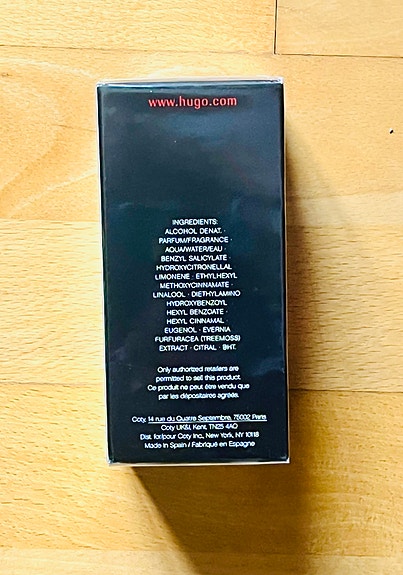 www.hugo.com
INGREDIENTS:
ALCOHOL DENAT. ·
PARFUM/FRAGRANCE ·
AQUA/WATER/EAU ·
BENZYL SALICYLATE ·
HYDROXYCITRONELLAL
LIMONENE · ETHYLHEXYL
METHOXYCINNAMATE ·
LINALOOL · DIETHYLAMINO
HYDROXYBENZOYL
HEXYL BENZOATE ·
HEXYL CINNAMAL ·
EUGENOL · EVERNIA
FURFURACEA (TREEMOSS)
EXTRACT · CITRAL · BHT.
Only authorized retailers are
permitted to sell this product.
Ce produit ne peut être vendu que
par les dépositaires agréés.
Coty, 14 rue du Quatre Septembre, 75002 Paris
Coty UK&I, Kent, TN25 4AQ
Dist. for/pour Coty Inc., New York, NY 10118
Made in Spain / Fabriqué en Espagne